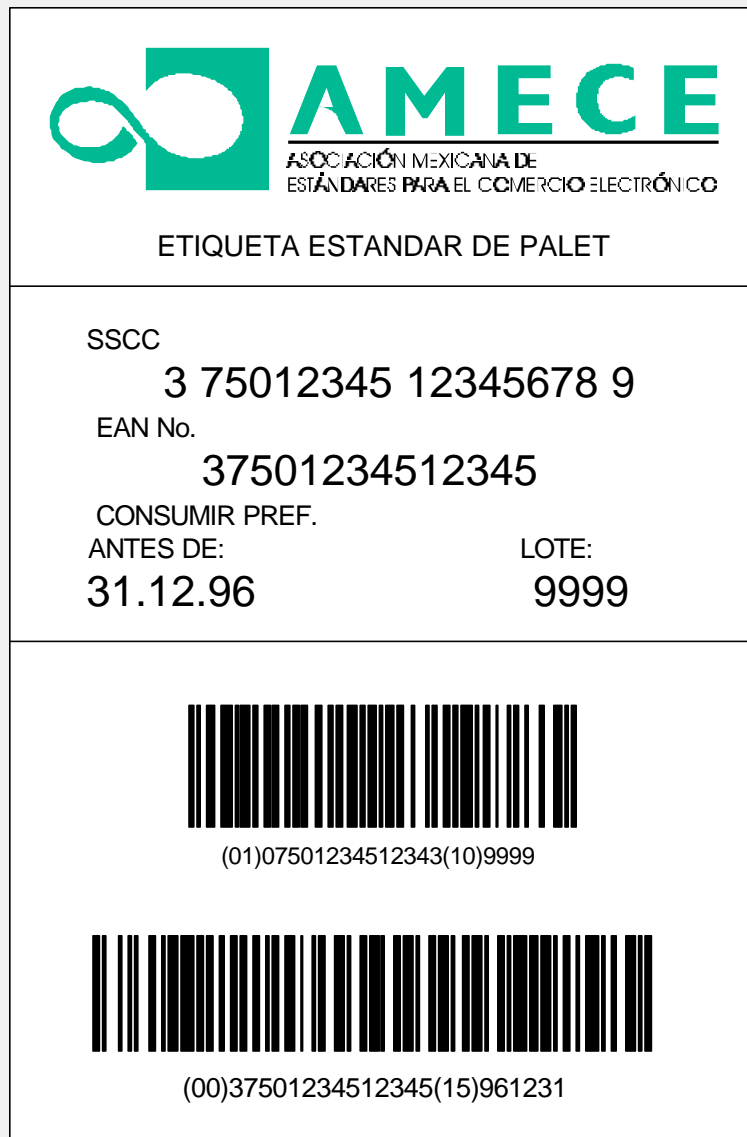 AMECE
ASOCIACIÓN MEXICANA DE
ESTÁNDARES PARA EL COMERCIO ELECTRÓNICO
ETIQUETA ESTANDAR DE PALET
SSCC
3 75012345 12345678 9
EAN No.
37501234512345
CONSUMIR PREF.
ANTES DE: LOTE:
31.12.96 9999
(01)07501234512343(10)9999
(00)37501234512345(15)961231